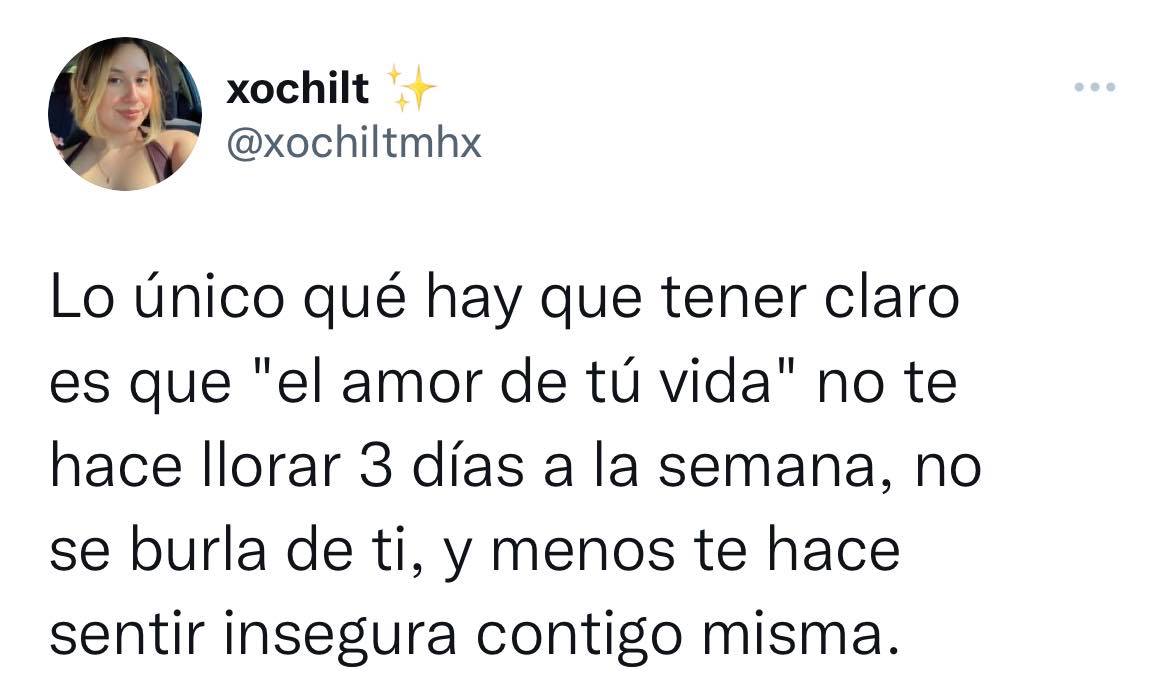 xochilt ✨
@xochiltmhx
Lo único qué hay que tener claro
es que "el amor de tú vida" no te
hace llorar 3 días a la semana, no
se burla de ti, y menos te hace
sentir insegura contigo misma.